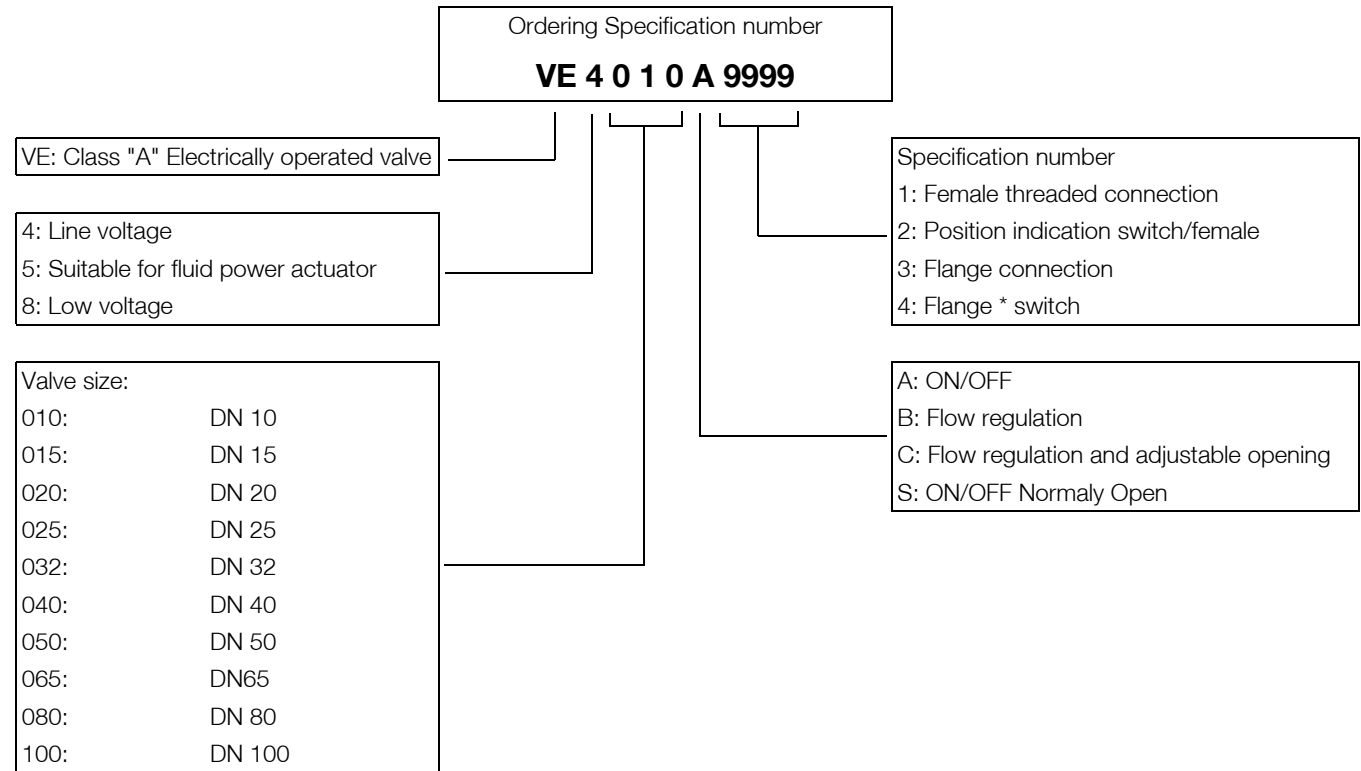 Ordering Specification number
VE 4 0 1 0 A 9999
VE: Class "A" Electrically operated valve
4: Line voltage
5: Suitable for fluid power actuator
8: Low voltage
Valve size:
010: DN 10
015: DN 15
020: DN 20
025: DN 25
032: DN 32
040: DN 40
050: DN 50
065: DN65
080: DN 80
100: DN 100
Specification number
1: Female threaded connection
2: Position indication switch/female
3: Flange connection
4: Flange * switch
A: ON/OFF
B: Flow regulation
C: Flow regulation and adjustable opening
S: ON/OFF Normaly Open